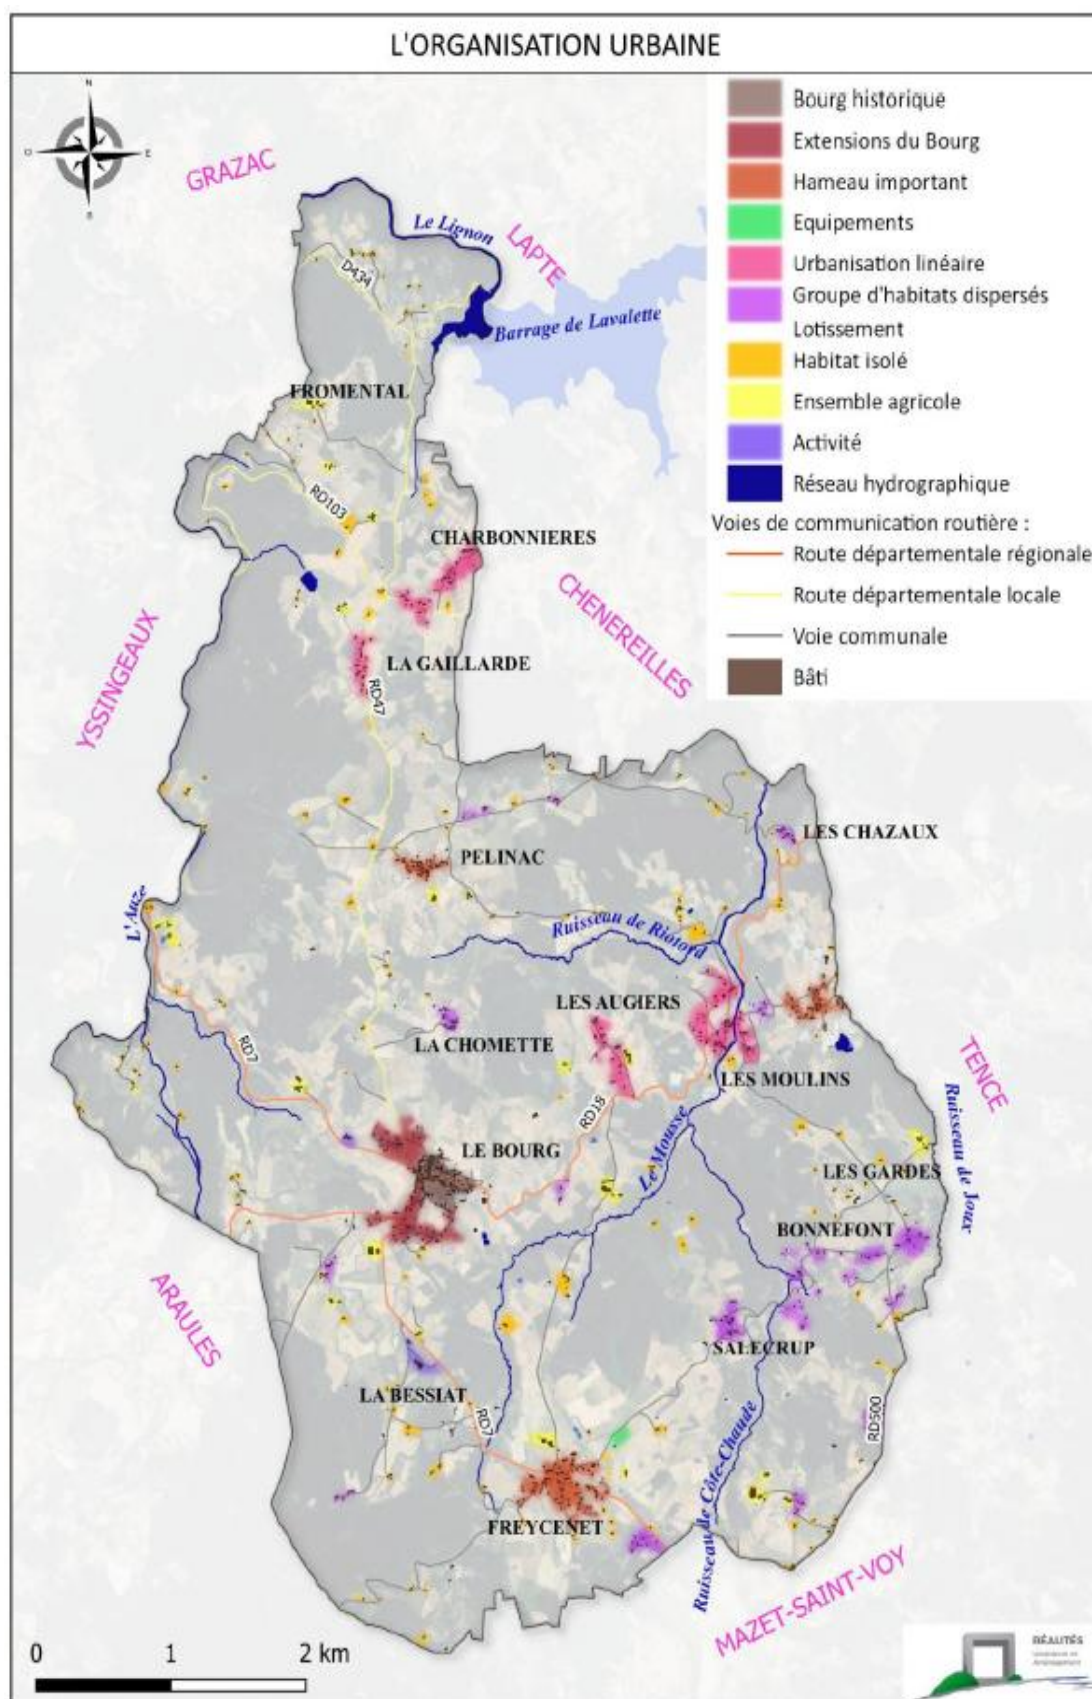 L'ORGANISATION URBAINE
N
O
E
S
Bourg historique
Extensions du Bourg
Hameau important
Equipements
Urbanisation linéaire
Groupe d'habitats dispersés
Lotissement
Habitat isolé
Ensemble agricole
Activité
Réseau hydrographique
Voies de communication routière :
Route départementale régionale
Route départementale locale
Voie communale
Bâti
GRAZAC
Le Lignon
LAPTE
D434
Barrage de Lavalette
FROMENTAL
RD103
CHARBONNIERES
CHENEREILLES
YSSINGEAUX
LA GAILLARDE
RD47
LES CHAZAUX
PELINAC
L'Auze
Ruisseau de Riotord
LES AUGIERS
LA CHOMETTE
RD7
LES MOULINS
TENCE
RD18
LE BOURG
Le Mousse
Ruisseau de Joux
LES GARDES
BONNEFONT
ARAULES
SALECRUP
LA BESSIAT
RD7
RD500
Ruisseau de Côte-Chaude
FREYCENET
MAZET-SAINT-VOY
0 1 2 km
RÉALITÉS